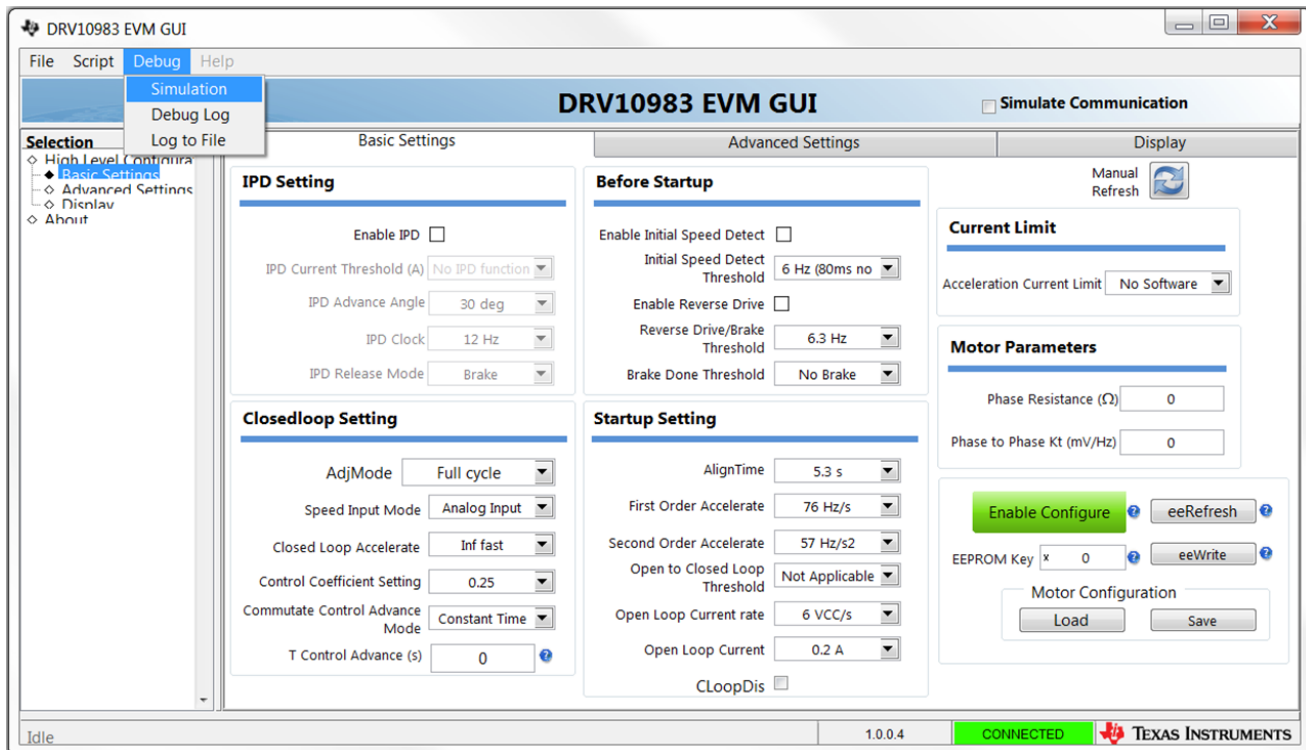 DRV10983 EVM GUI
File Script Debug Help
Simulation
Debug Log
Log to File
DRV10983 EVM GUI
Simulate Communication
Selection
High Level Configura
Basic Settings
Advanced Settings
Display
About
Basic Settings
Advanced Settings
Display
IPD Setting
Enable IPD
IPD Current Threshold (A) No IPD function
IPD Advance Angle 30 deg
IPD Clock 12 Hz
IPD Release Mode Brake
Closedloop Setting
AdjMode Full cycle
Speed Input Mode Analog Input
Closed Loop Accelerate Inf fast
Control Coefficient Setting 0.25
Commutate Control Advance
Mode Constant Time
T Control Advance (s) 0
Before Startup
Enable Initial Speed Detect
Initial Speed Detect
Threshold 6 Hz (80ms no
Enable Reverse Drive
Reverse Drive/Brake
Threshold 6.3 Hz
Brake Done Threshold No Brake
Startup Setting
AlignTime 5.3 s
First Order Accelerate 76 Hz/s
Second Order Accelerate 57 Hz/s2
Open to Closed Loop
Threshold Not Applicable
Open Loop Current rate 6 VCC/s
Open Loop Current 0.2 A
CLoopDis
Manual
Refresh
Current Limit
Acceleration Current Limit No Software
Motor Parameters
Phase Resistance (Ω) 0
Phase to Phase Kt (mV/Hz) 0
Enable Configure ? eeRefresh ?
EEPROM Key x 0 ? eeWrite ?
Motor Configuration
Load Save
Idle
1.0.0.4
CONNECTED
TEXAS INSTRUMENTS